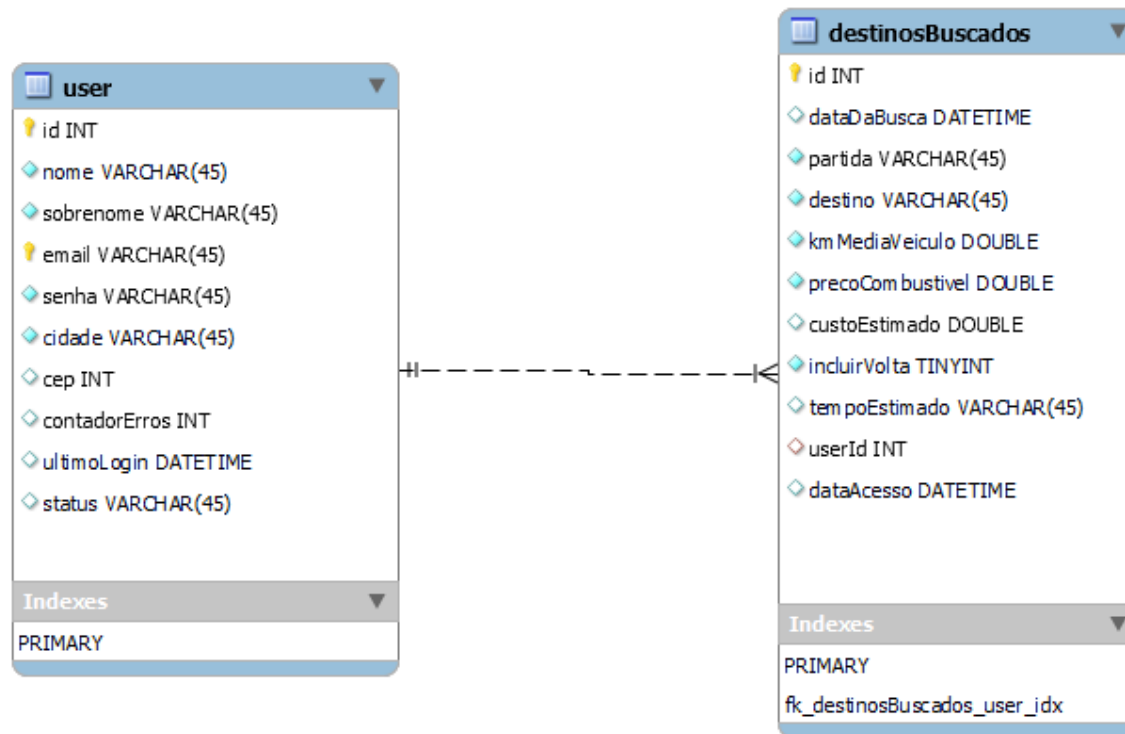 user
id INT
nome VARCHAR(45)
sobrenome VARCHAR(45)
email VARCHAR(45)
senha VARCHAR(45)
cidade VARCHAR(45)
cep INT
contadorErros INT
ultimoLogin DATETIME
status VARCHAR(45)
Indexes
PRIMARY
destinosBuscados
id INT
dataDaBusca DATETIME
partida VARCHAR(45)
destino VARCHAR(45)
kmMediaVeiculo DOUBLE
precoCombustivel DOUBLE
custoEstimado DOUBLE
incluirVolta TINYINT
tempoEstimado VARCHAR(45)
userId INT
dataAcesso DATETIME
Indexes
PRIMARY
fk_destinosBuscados_user_idx